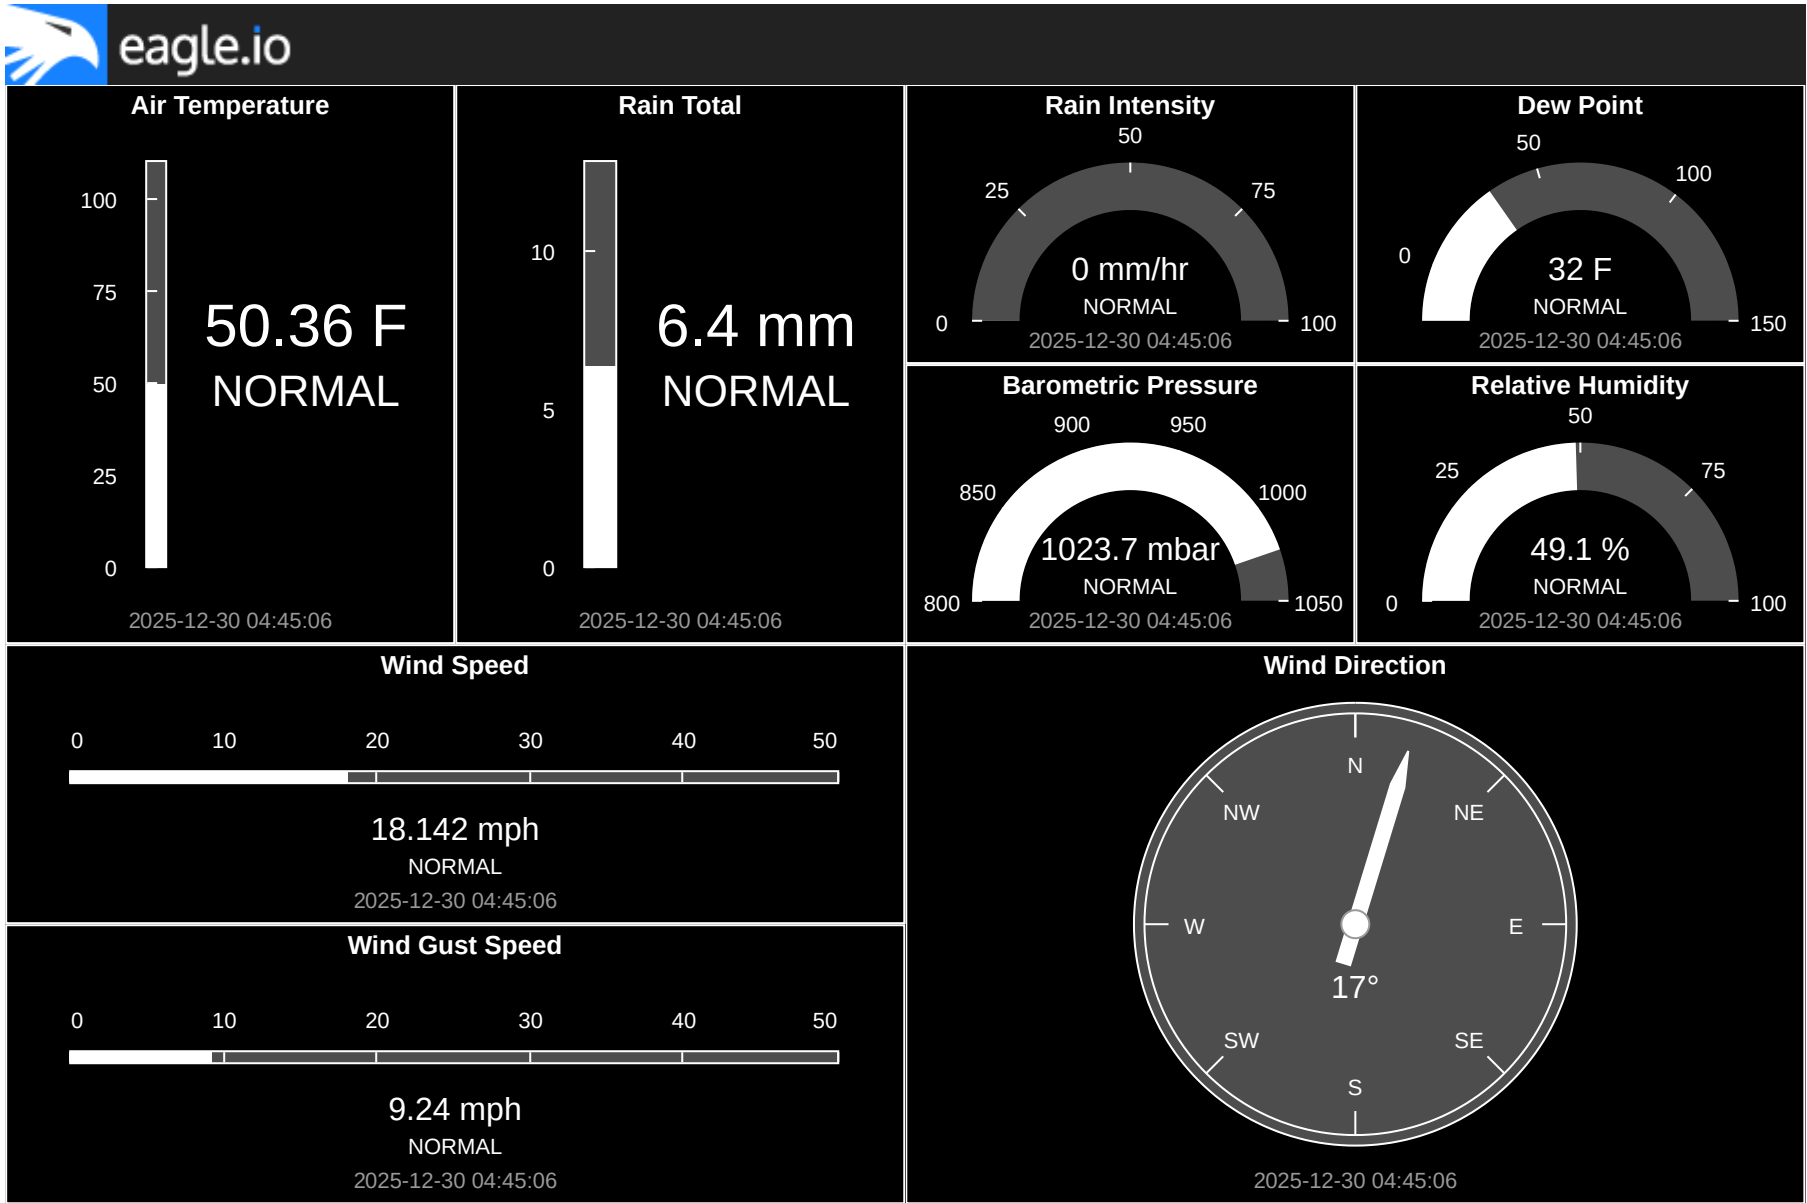 eagle.io
Air Temperature
100
75
50
25
0
50.36 F
NORMAL
2025-12-30 04:45:06
Rain Total
10
5
0
6.4 mm
NORMAL
2025-12-30 04:45:06
Rain Intensity
50
25
75
0
100
0 mm/hr
NORMAL
2025-12-30 04:45:06
Dew Point
50
100
0
150
32 F
NORMAL
2025-12-30 04:45:06
Barometric Pressure
900
950
850
1000
800
1050
1023.7 mbar
NORMAL
2025-12-30 04:45:06
Relative Humidity
50
25
75
0
100
49.1 %
NORMAL
2025-12-30 04:45:06
Wind Speed
0 10 20 30 40 50
18.142 mph
NORMAL
2025-12-30 04:45:06
Wind Gust Speed
0 10 20 30 40 50
9.24 mph
NORMAL
2025-12-30 04:45:06
Wind Direction
N
NW
NE
W
E
17°
SW
SE
S
2025-12-30 04:45:06